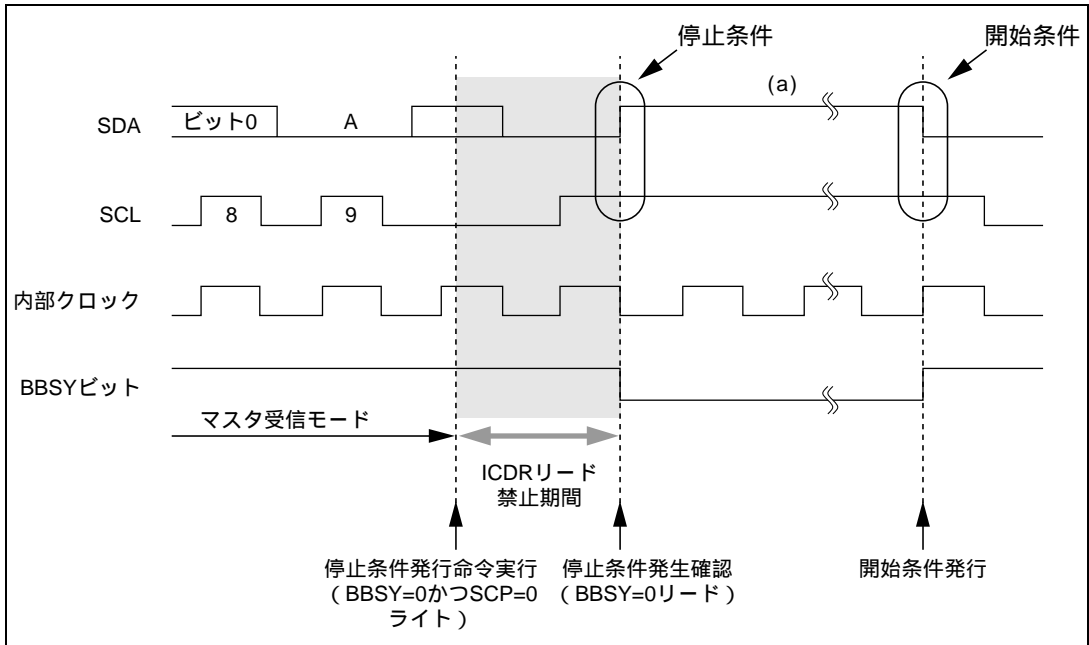 停止条件
開始条件
(a)
SDA
ビット0
A
SCL
8
9
内部クロック
BBSYビット
マスタ受信モード
ICDRリード
禁止期間
停止条件発行命令実行
(BBSY=0かつSCP=0
ライト)
停止条件発生確認
(BBSY=0リード)
開始条件発行